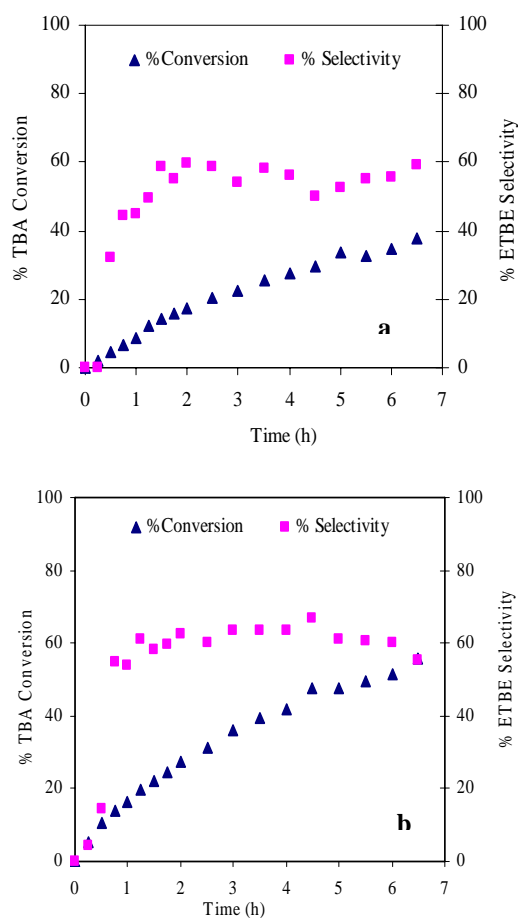 100 100
%Conversion % Selectivity
80 80
60 60
40 40
20 20
0 0
% TBA Conversion
% ETBE Selectivity
a
0 1 2 3 4 5 6 7
Time (h)
100 100
%Conversion % Selectivity
80 80
60 60
40 40
20 20
0 0
% TBA Conversion
% ETBE Selectivity
b
0 1 2 3 4 5 6 7
Time (h)